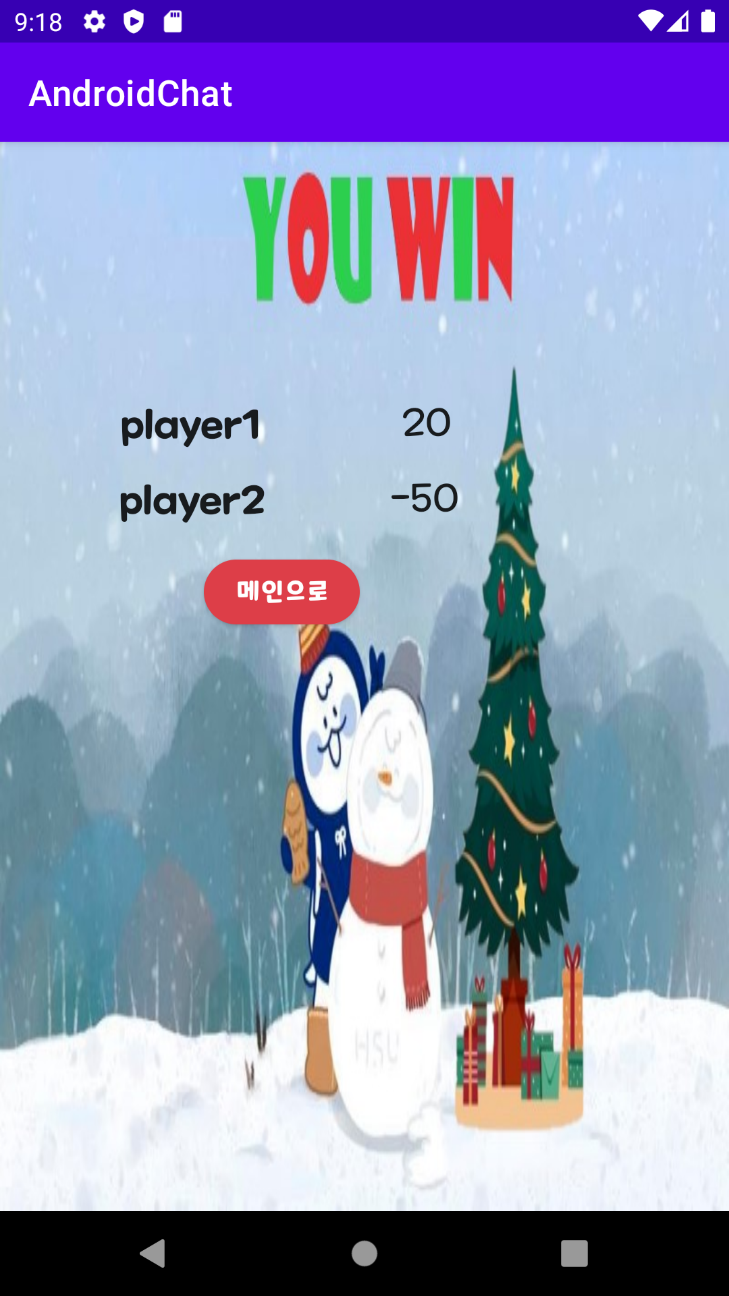 9:18
AndroidChat
YOU WIN
player1 20
player2 -50
메인으로
HSU